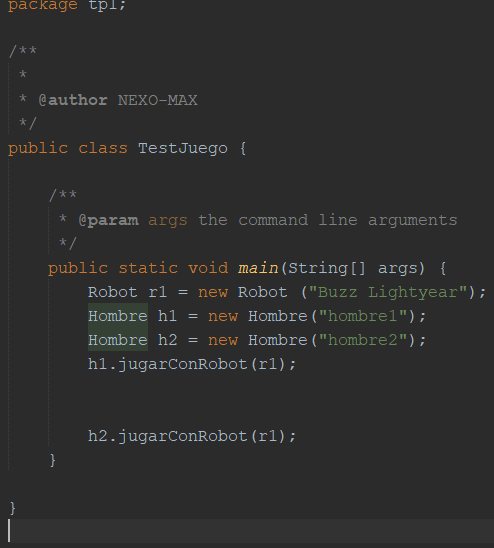 package tp1;
/**
 *
 * @author NEXO-MAX
 */
public class TestJuego {
    /**
     * @param args the command line arguments
     */
    public static void main(String[] args) {
        Robot r1 = new Robot ("Buzz Lightyear");
        Hombre h1 = new Hombre("hombre1");
        Hombre h2 = new Hombre("hombre2");
        h1.jugarConRobot(r1);
        h2.jugarConRobot(r1);
    }
}